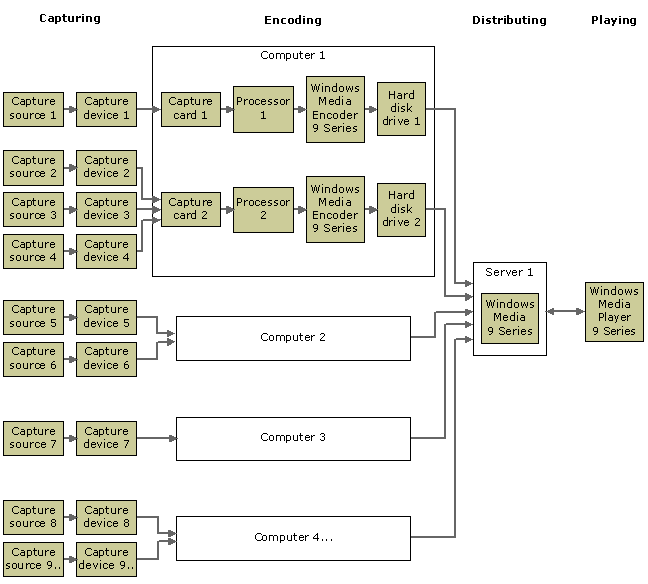 Capturing
Encoding
Distributing
Playing
Computer 1
Capture
source 1
Capture
device 1
Capture
card 1
Processor
1
Windows
Media
Encoder
9 Series
Hard
disk
drive 1
Capture
source 2
Capture
device 2
Capture
source 3
Capture
device 3
Capture
source 4
Capture
device 4
Capture
card 2
Processor
2
Windows
Media
Encoder
9 Series
Hard
disk
drive 2
Server 1
Windows
Media
9 Series
Windows
Media
Player
9 Series
Capture
source 5
Capture
device 5
Capture
source 6
Capture
device 6
Computer 2
Capture
source 7
Capture
device 7
Computer 3
Capture
source 8
Capture
device 8
Capture
source 9..
Capture
device 9..
Computer 4...